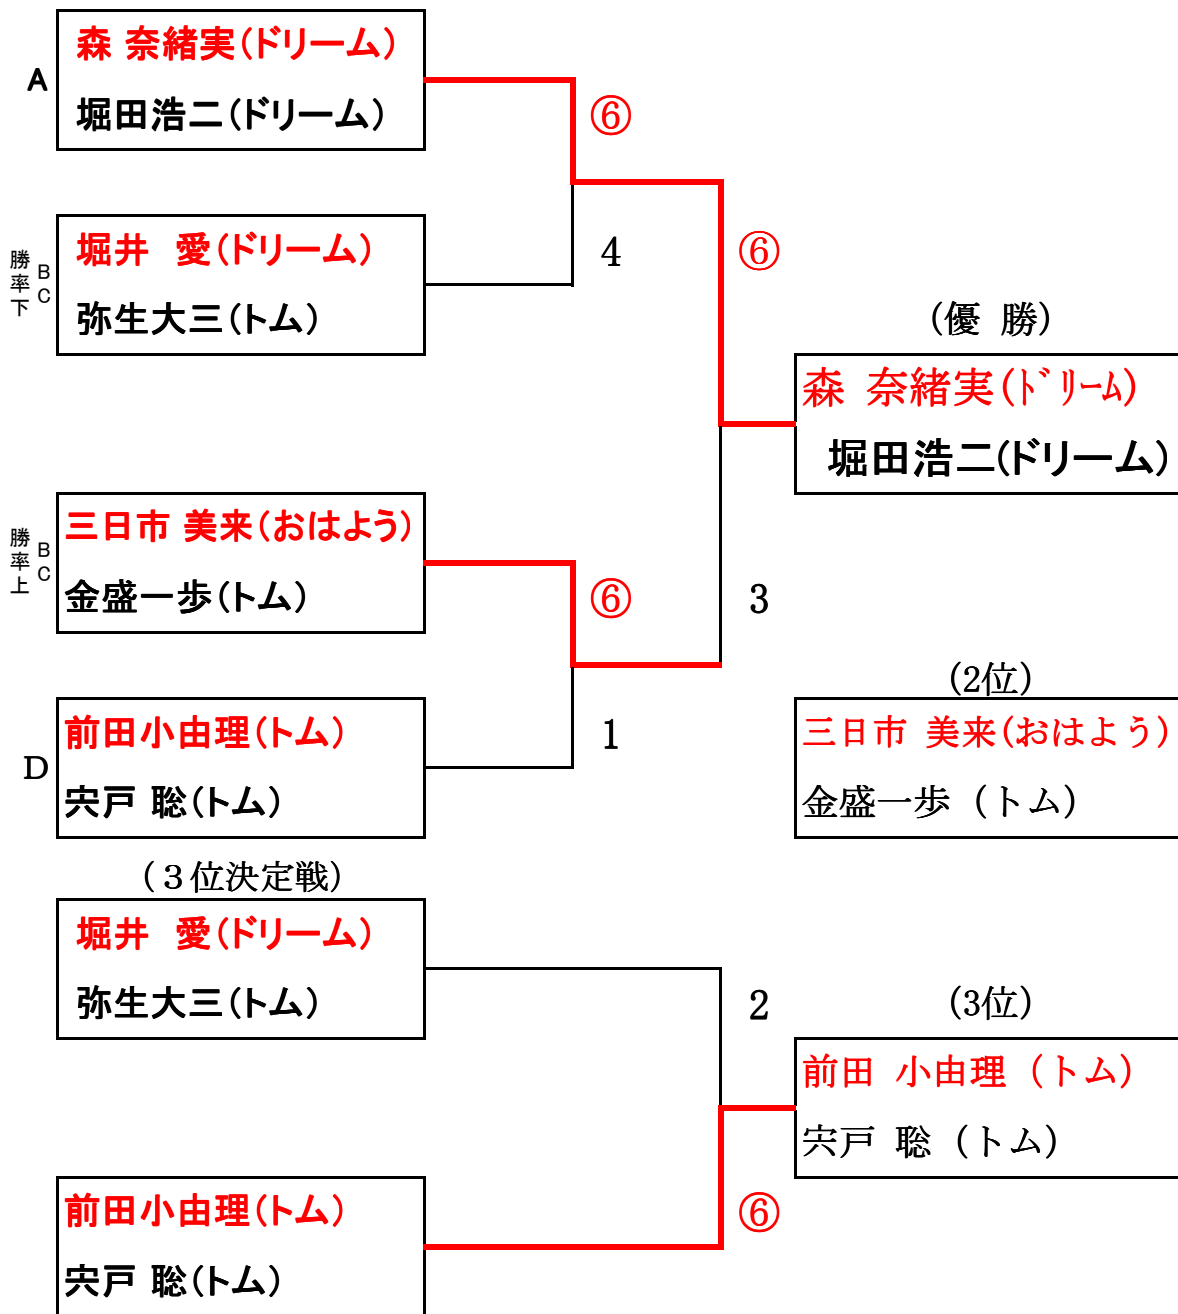 森 奈緒実(ドリーム)
A
堀田浩二(ドリーム)
⑥
堀井 愛(ドリーム)
勝率下 BC
弥生大三(トム)
4
⑥
(優 勝)
森 奈緒実(ﾄﾞﾘｰﾑ)
堀田浩二(ドリーム)
三日市 美来(おはよう)
勝率上 BC
金盛一歩(トム)
⑥
3
(2位)
前田小由理(トム)
D
宍戸 聡(トム)
1
三日市 美来(おはよう)
金盛一歩 (トム)
(３位決定戦)
堀井 愛(ドリーム)
弥生大三(トム)
2
(3位)
前田 小由理 (トム)
宍戸 聡 (トム)
前田小由理(トム)
宍戸 聡(トム)
⑥